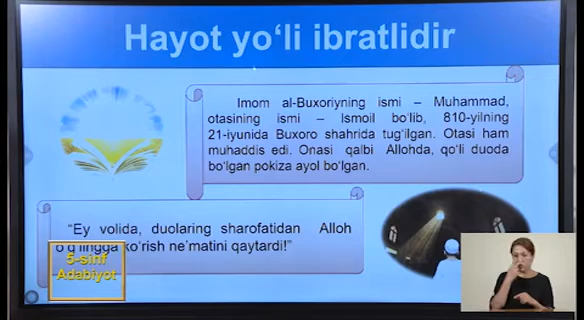 Hayot yo‘li ibratlidir
Imom al-Buxoriyning ismi – Muhammad,
otasining ismi – Ismoil bo‘lib, 810-yilning
21-iyunida Buxoro shahrida tug‘ilgan. Otasi ham
muhaddis edi. Onasi qalbi Allohda, qo‘li duoda
bo‘lgan pokiza ayol bo‘lgan.
“Ey volida, duolaring sharofatidan Alloh
o‘g‘lingga ko‘rish ne’matini qaytardi!”
5-sinf
Adabiyot